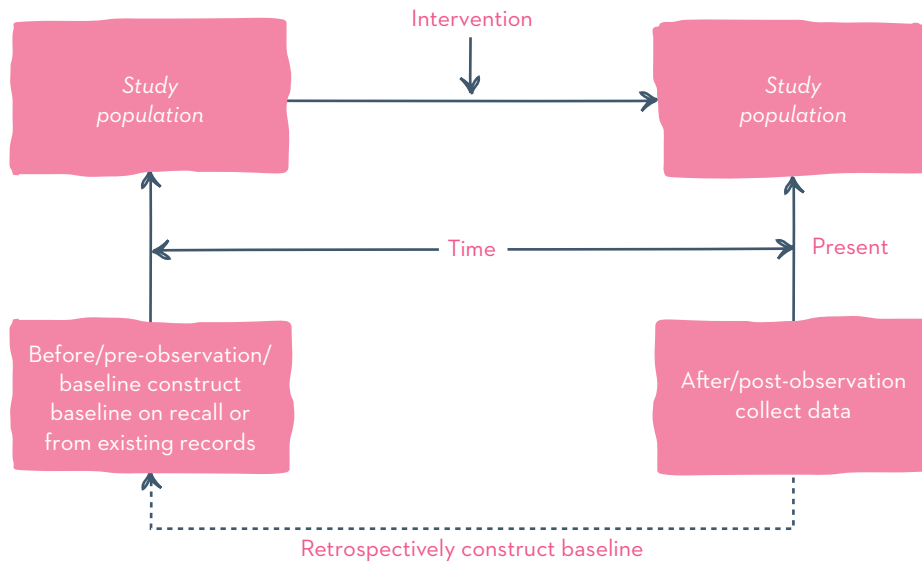 Intervention
Study
population
Study
population
Time
Present
Before/pre-observation/
baseline construct
baseline on recall or
from existing records
After/post-observation
collect data
Retrospectively construct baseline